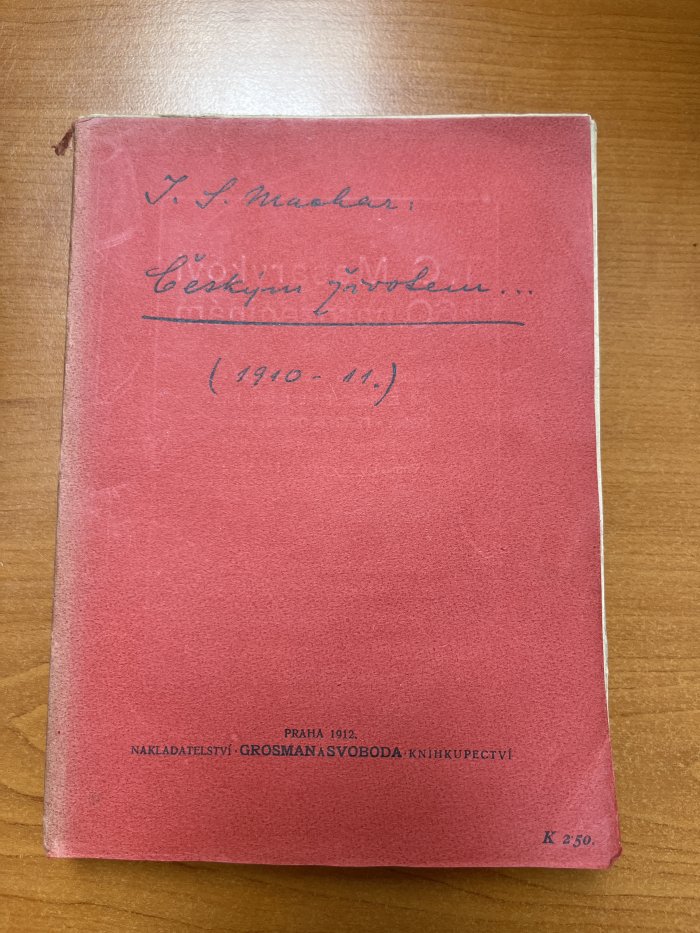 J. S. Machar:
Českým životem...
(1910 - 11.)
PRAHA 1912.
NAKLADATELSTVÍ · GROSMAN A SVOBODA · KNIHKUPECTVÍ
K 2·50.